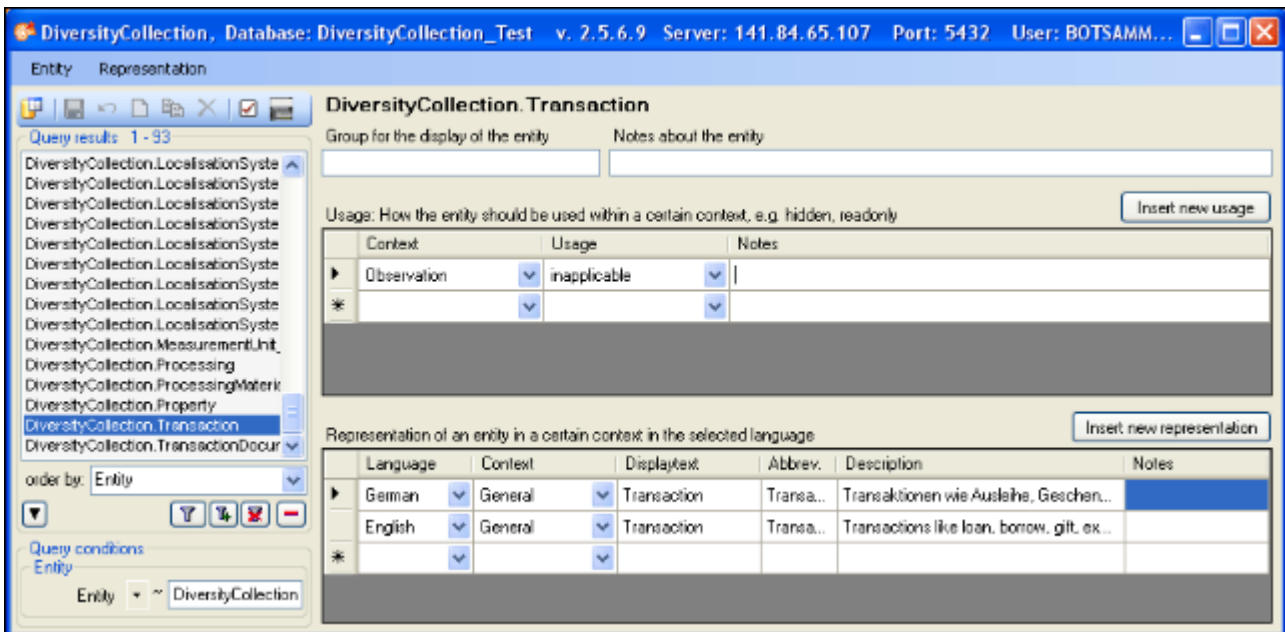 DiversityCollection, Database: DiversityCollection_Test v. 2.5.6.9 Server: 141.84.65.107 Port: 5432 User: BOTSAMM...
Entity Representation
Query results 1 - 93
DiversityCollection.LocalisationSyste
DiversityCollection.LocalisationSyste
DiversityCollection.LocalisationSyste
DiversityCollection.LocalisationSyste
DiversityCollection.LocalisationSyste
DiversityCollection.LocalisationSyste
DiversityCollection.LocalisationSyste
DiversityCollection.LocalisationSyste
DiversityCollection.LocalisationSyste
DiversityCollection.MeasurementUnit_
DiversityCollection.Processing
DiversityCollection.ProcessingMateria
DiversityCollection.Property
DiversityCollection.Transaction
DiversityCollection.TransactionDocur
order by: Entity
Query conditions
Entity
Entity ~ DiversityCollection
DiversityCollection.Transaction
Group for the display of the entity Notes about the entity
Usage: How the entity should be used within a certain context, e.g. hidden, readonly Insert new usage
Context Usage Notes
Observation inapplicable
Representation of an entity in a certain context in the selected language Insert new representation
Language Context Displaytext Abbrev. Description Notes
German General Transaction Transa... Transaktionen wie Ausleihe, Geschen...
English General Transaction Transa... Transactions like loan, borrow, gift, ex...